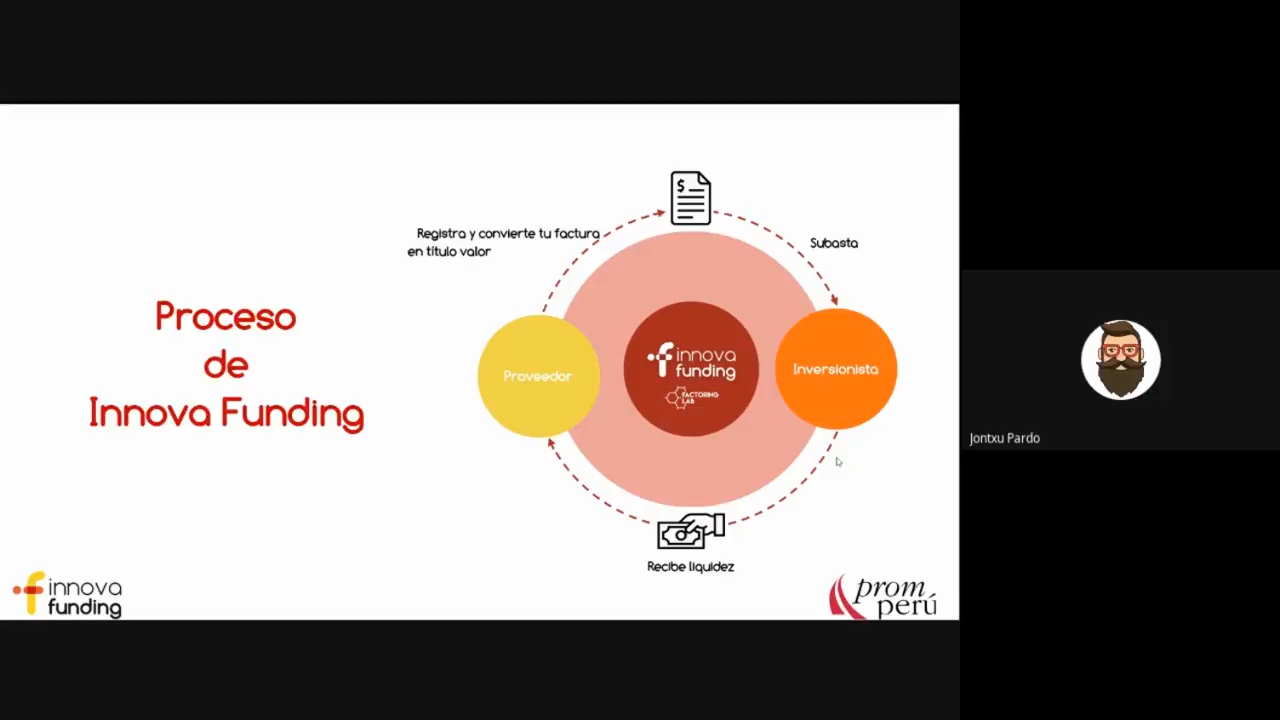 Proceso
de
Innova Funding
Registra y convierte tu factura
en título valor
$
Subasta
Proveedor
innova
funding
FACTORING
LAB
Inversionista
Recibe liquidez
innova
funding
prom
perú
Jontxu Pardo